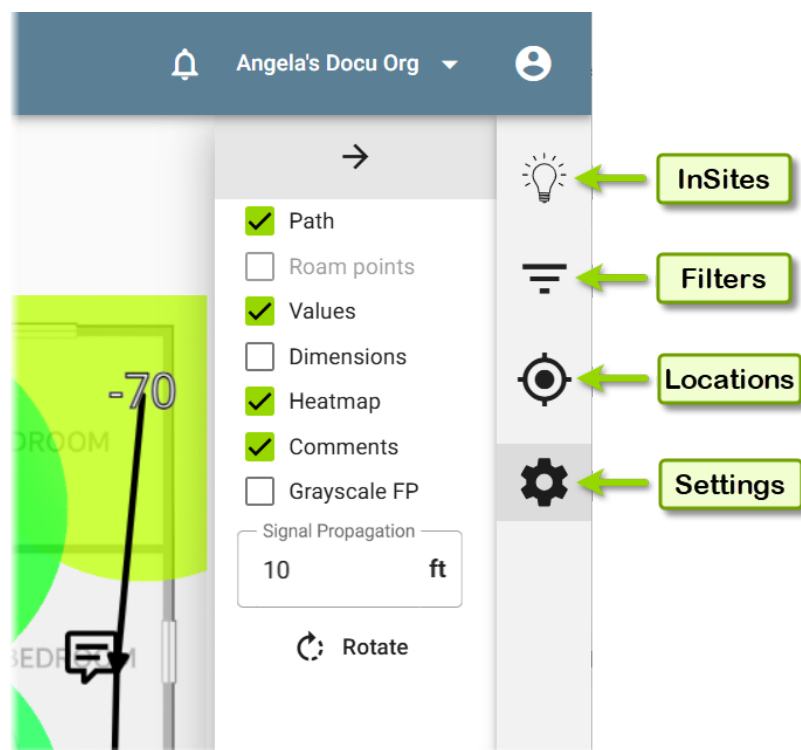 Angela's Docu Org
InSites
Path
Roam points
Filters
Values
-70
Dimensions
Locations
Heatmap
DROOM
Comments
Grayscale FP
Settings
Signal Propagation
10 ft
Rotate
BEDROOM